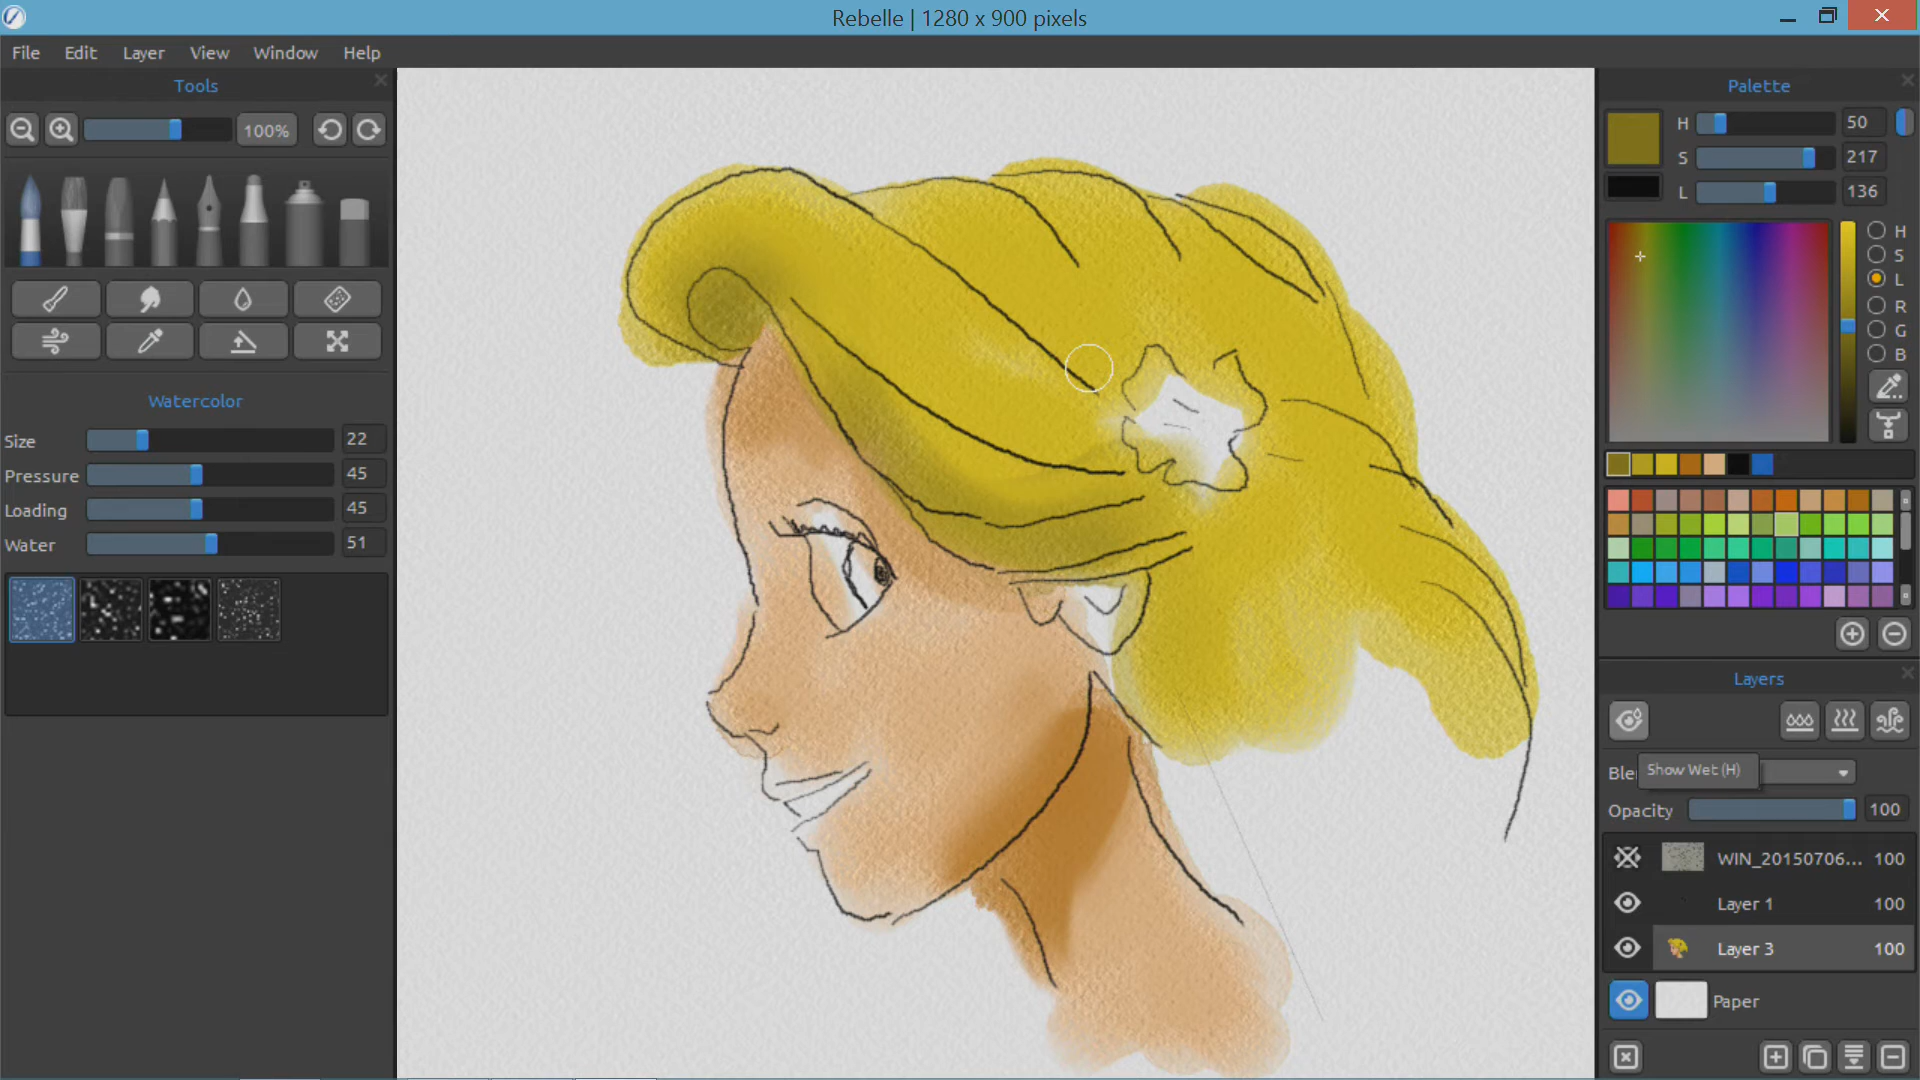 Rebelle | 1280 x 900 pixels
File Edit Layer View Window Help
Tools
100%
Watercolor
Size 22
Pressure 45
Loading 45
Water 51
Palette
H 50
S 217
L 136
H
S
L
R
G
B
Layers
Ble
Show Wet (H)
Opacity 100
WIN_20150706... 100
Layer 1 100
Layer 3 100
Paper